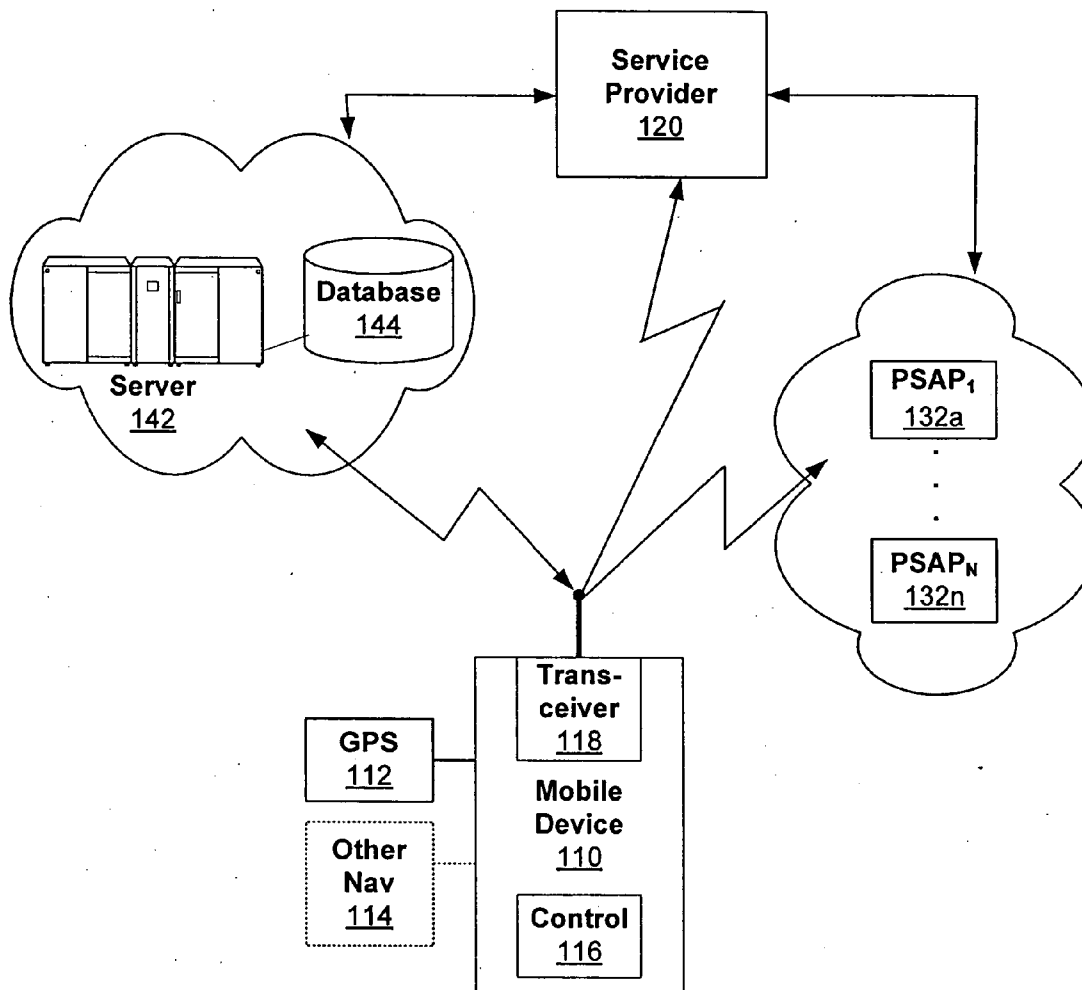 Service
Provider
120
Database
144
Server
142
PSAP₁
132a
PSAP_N
132n
Trans-
ceiver
118
GPS
112
Mobile
Device
110
Other
Nav
114
Control
116